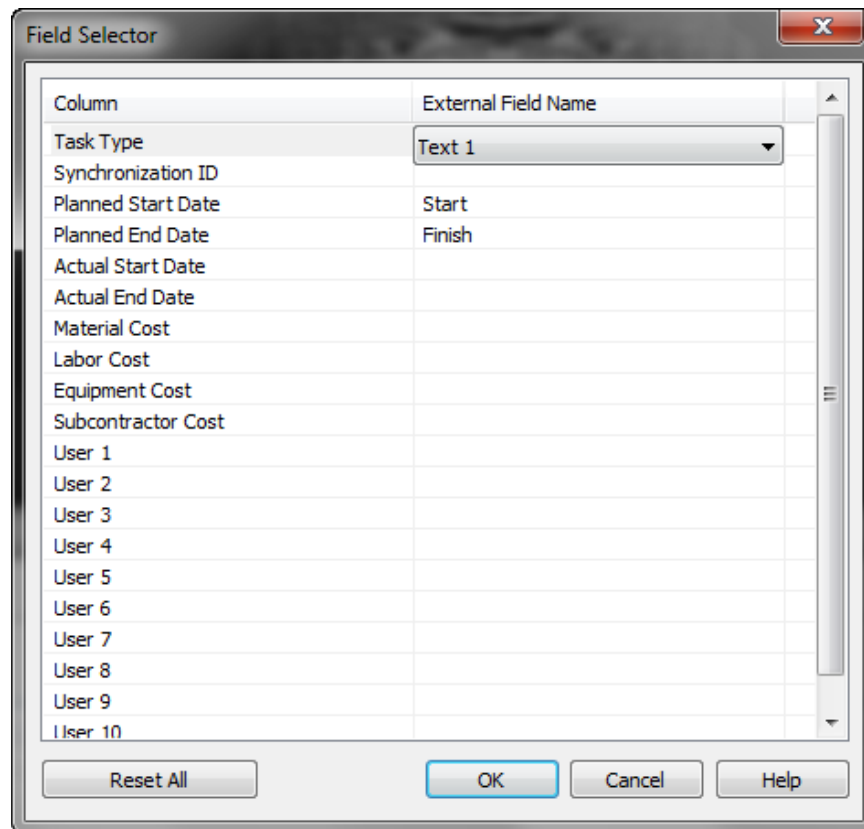 Field Selector
Column External Field Name
Task Type Text 1
Synchronization ID
Planned Start Date Start
Planned End Date Finish
Actual Start Date
Actual End Date
Material Cost
Labor Cost
Equipment Cost
Subcontractor Cost
User 1
User 2
User 3
User 4
User 5
User 6
User 7
User 8
User 9
User 10
Reset All OK Cancel Help